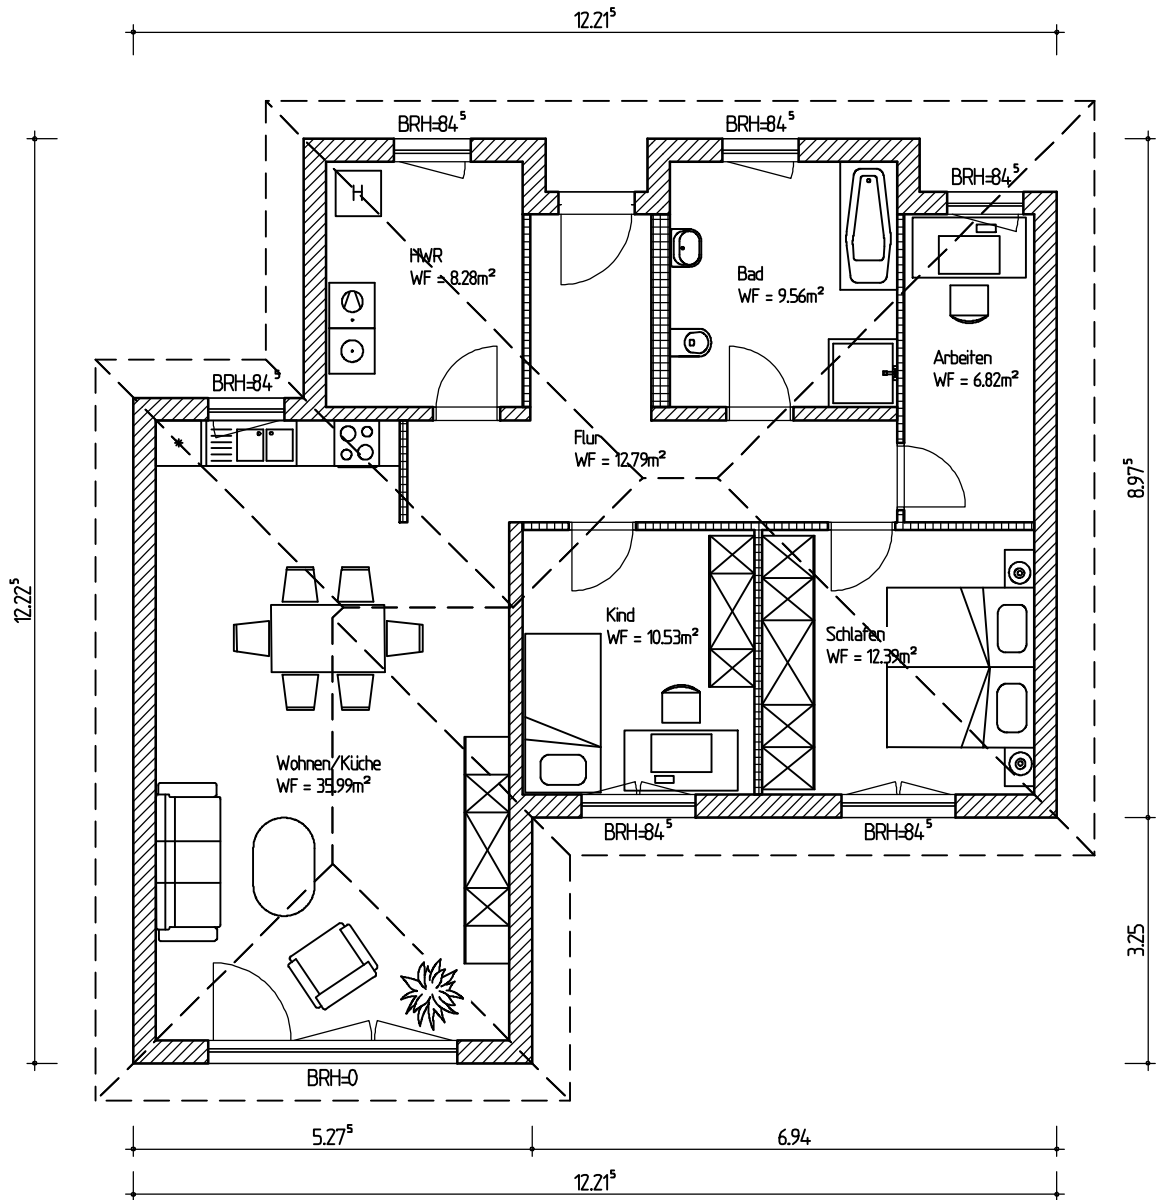 12.21⁵
BRH=84⁵
BRH=84⁵
BRH=84⁵
H
HWR
WF = 8.28m²
Bad
WF = 9.56m²
Arbeiten
WF = 6.82m²
BRH=84⁵
Flur
WF = 12.79m²
8.97⁵
12.22⁵
Kind
WF = 10.53m²
Schlafen
WF = 12.39m²
Wohnen/Küche
WF = 35.99m²
BRH=84⁵
BRH=84⁵
3.25
BRH=0
5.27⁵
6.94
12.21⁵